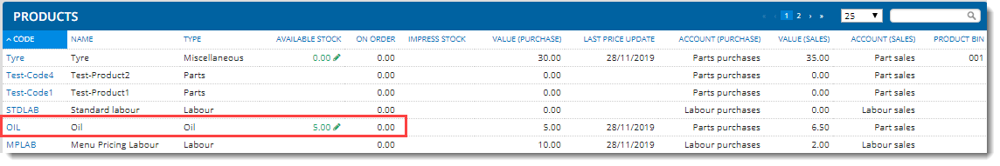 PRODUCTS « ‹ 1 2 › » 25
CODE NAME TYPE AVAILABLE STOCK ON ORDER IMPRESS STOCK VALUE (PURCHASE) LAST PRICE UPDATE ACCOUNT (PURCHASE) VALUE (SALES) ACCOUNT (SALES) PRODUCT BIN
Tyre Tyre Miscellaneous 0.00 0.00 30.00 28/11/2019 Parts purchases 35.00 Part sales 001
Test-Code4 Test-Product2 Parts 0.00 0.00 Parts purchases 0.00 Part sales
Test-Code1 Test-Product1 Parts 0.00 0.00 Parts purchases 0.00 Part sales
STDLAB Standard labour Labour 0.00 0.00 Labour purchases 0.00 Labour sales
OIL Oil Oil 5.00 0.00 5.00 28/11/2019 Parts purchases 6.50 Part sales
MPLAB Menu Pricing Labour Labour 0.00 10.00 28/11/2019 Labour purchases 2.00 Labour sales